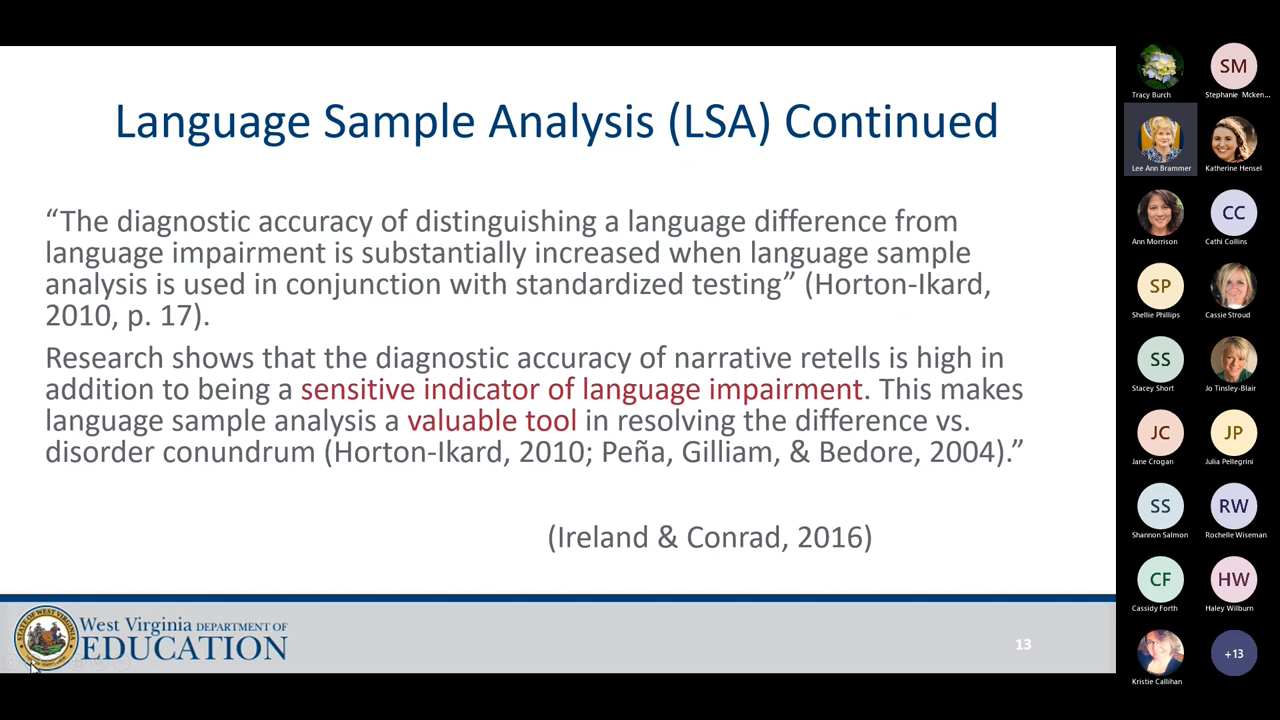 Language Sample Analysis (LSA) Continued
“The diagnostic accuracy of distinguishing a language difference from
language impairment is substantially increased when language sample
analysis is used in conjunction with standardized testing” (Horton-Ikard,
2010, p. 17).
Research shows that the diagnostic accuracy of narrative retells is high in
addition to being a sensitive indicator of language impairment. This makes
language sample analysis a valuable tool in resolving the difference vs.
disorder conundrum (Horton-Ikard, 2010; Peña, Gilliam, & Bedore, 2004).”
(Ireland & Conrad, 2016)
West Virginia DEPARTMENT OF
EDUCATION
13
SM
Tracy Burch
Stephanie Mcken...
Lee Ann Brammer
Katherine Hensel
CC
Ann Morrison
Cathi Collins
SP
Shellie Phillips
Cassie Stroud
SS
Stacey Short
Jo Tinsley-Blair
JC
JP
Jane Crogan
Julia Pellegrini
SS
RW
Shannon Salmon
Rochelle Wiseman
CF
HW
Cassidy Forth
Haley Wilburn
+13
Kristie Callihan